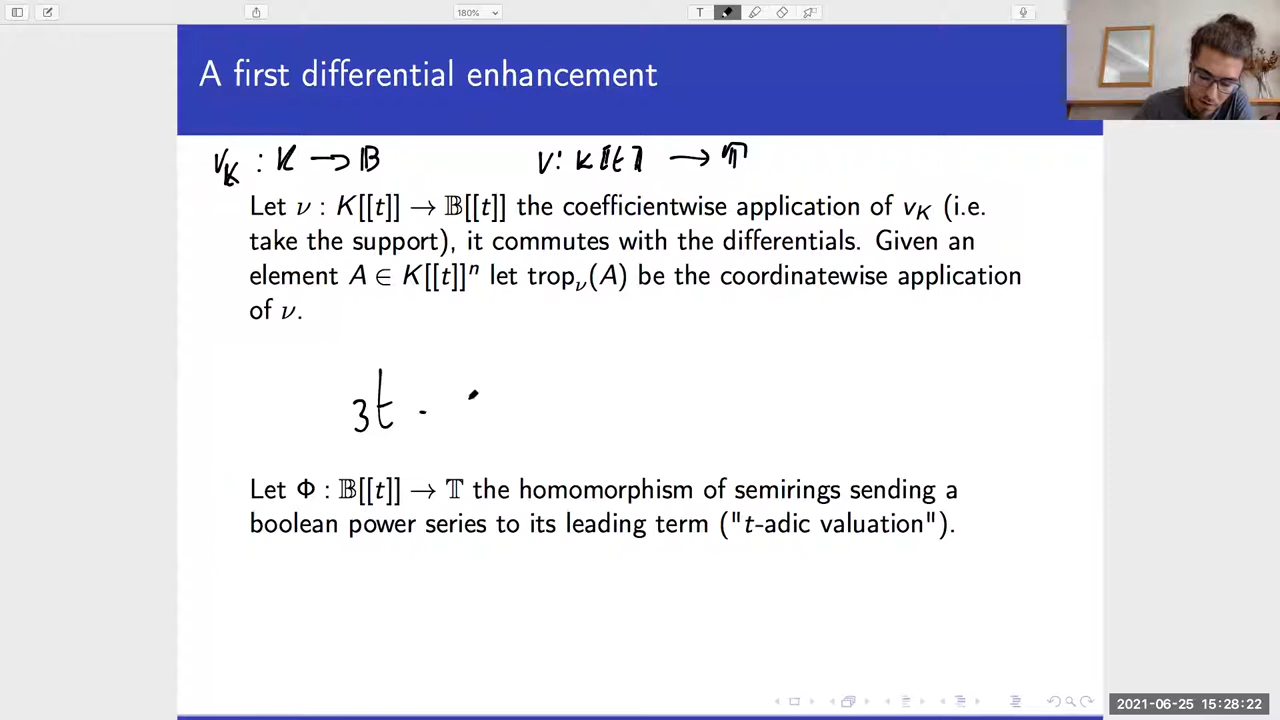 180%
T
A first differential enhancement
v_K : K → 𝔹 v: K[[t]] → 𝕋
Let ν : K[[t]] → 𝔹[[t]] the coefficientwise application of v_K (i.e.
take the support), it commutes with the differentials. Given an
element A ∈ K[[t]]ⁿ let trop_ν(A) be the coordinatewise application
of ν.
3t -
Let Φ : 𝔹[[t]] → 𝕋 the homomorphism of semirings sending a
boolean power series to its leading term ("t-adic valuation").
2021-06-25 15:28:22